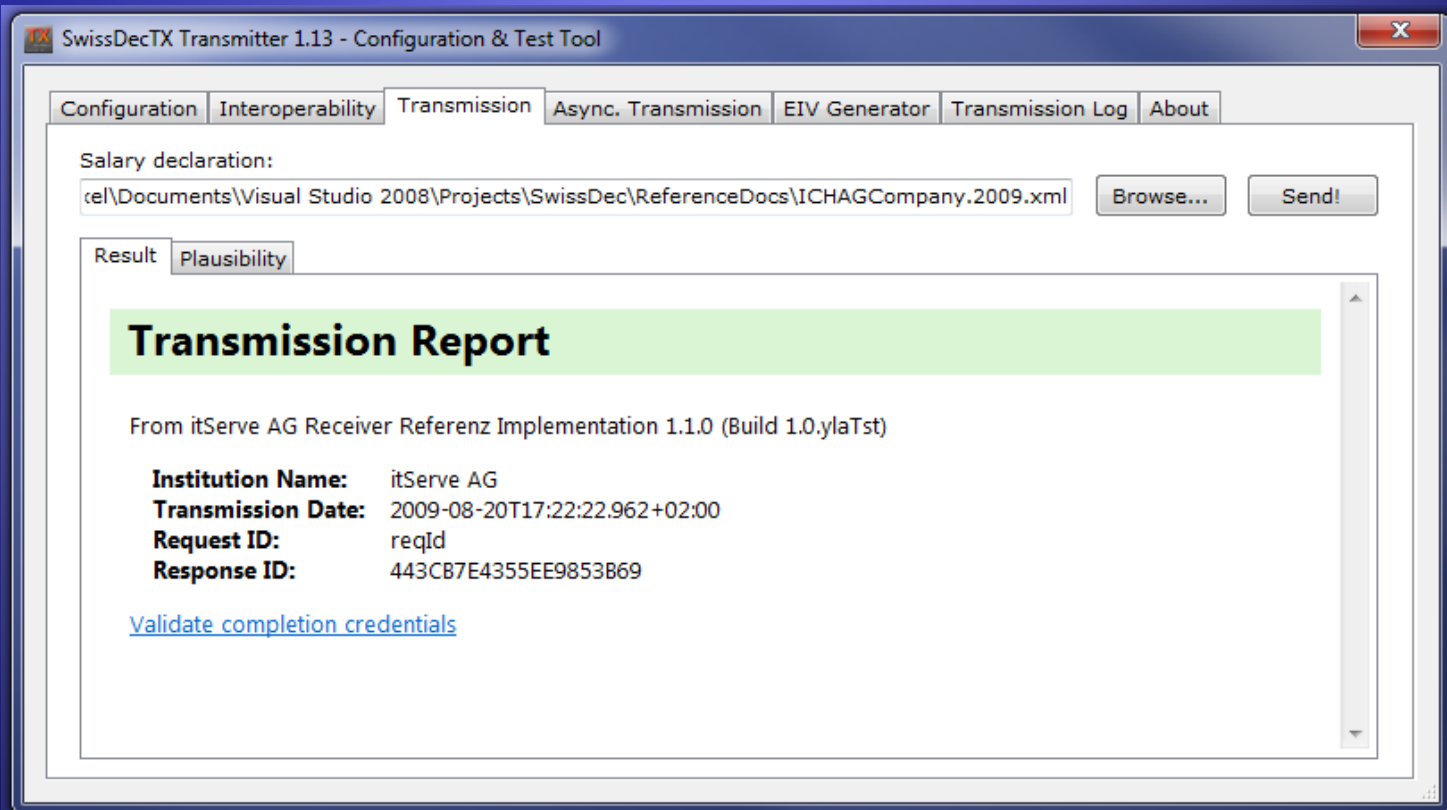 SwissDecTX Transmitter 1.13 - Configuration & Test Tool
Configuration Interoperability Transmission Async. Transmission EIV Generator Transmission Log About
Salary declaration:
cel\Documents\Visual Studio 2008\Projects\SwissDec\ReferenceDocs\ICHAGCompany.2009.xml Browse... Send!
Result Plausibility
Transmission Report
From itServe AG Receiver Referenz Implementation 1.1.0 (Build 1.0.ylaTst)
Institution Name: itServe AG
Transmission Date: 2009-08-20T17:22:22.962+02:00
Request ID: reqId
Response ID: 443CB7E4355EE9853B69
Validate completion credentials